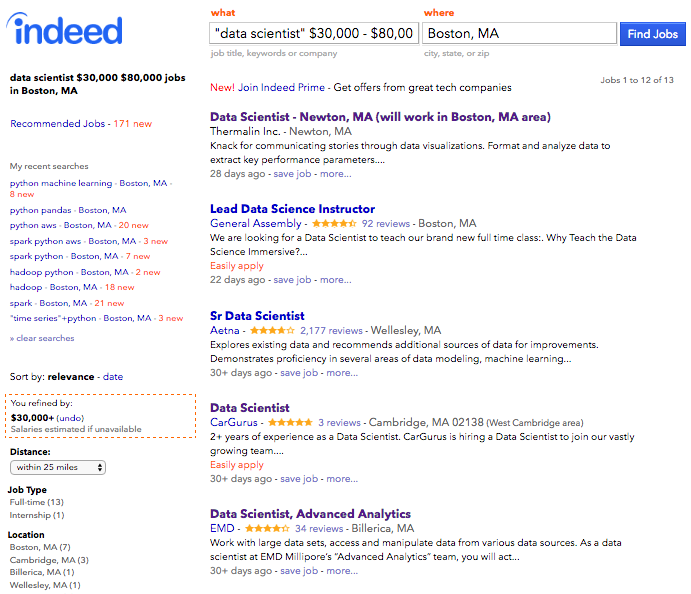 indeed
what
where
"data scientist" $30,000 - $80,00
Boston, MA
Find Jobs
job title, keywords or company
city, state, or zip
data scientist $30,000 $80,000 jobs
in Boston, MA
Recommended Jobs - 171 new
My recent searches
python machine learning - Boston, MA -
8 new
python pandas - Boston, MA
python aws - Boston, MA - 20 new
spark python aws - Boston, MA - 3 new
spark python - Boston, MA - 7 new
hadoop python - Boston, MA - 2 new
hadoop - Boston, MA - 18 new
spark - Boston, MA - 21 new
"time series"+python - Boston, MA - 3 new
» clear searches
Sort by: relevance - date
You refined by:
$30,000+ (undo)
Salaries estimated if unavailable
Distance:
within 25 miles
Job Type
Full-time (13)
Internship (1)
Location
Boston, MA (7)
Cambridge, MA (3)
Billerica, MA (1)
Wellesley, MA (1)
Jobs 1 to 12 of 13
New! Join Indeed Prime - Get offers from great tech companies
Data Scientist - Newton, MA (will work in Boston, MA area)
Thermalin Inc. - Newton, MA
Knack for communicating stories through data visualizations. Format and analyze data to
extract key performance parameters....
28 days ago - save job - more...
Lead Data Science Instructor
General Assembly - 92 reviews - Boston, MA
We are looking for a Data Scientist to teach our brand new full time class:. Why Teach the Data
Science Immersive?...
Easily apply
22 days ago - save job - more...
Sr Data Scientist
Aetna - 2,177 reviews - Wellesley, MA
Explores existing data and recommends additional sources of data for improvements.
Demonstrates proficiency in several areas of data modeling, machine learning...
30+ days ago - save job - more...
Data Scientist
CarGurus - 3 reviews - Cambridge, MA 02138 (West Cambridge area)
2+ years of experience as a Data Scientist. CarGurus is hiring a Data Scientist to join our vastly
growing team....
Easily apply
30+ days ago - save job - more...
Data Scientist, Advanced Analytics
EMD - 34 reviews - Billerica, MA
Work with large data sets, access and manipulate data from various data sources. As a data
scientist at EMD Millipore's "Advanced Analytics" team, you will act...
30+ days ago - save job - more...